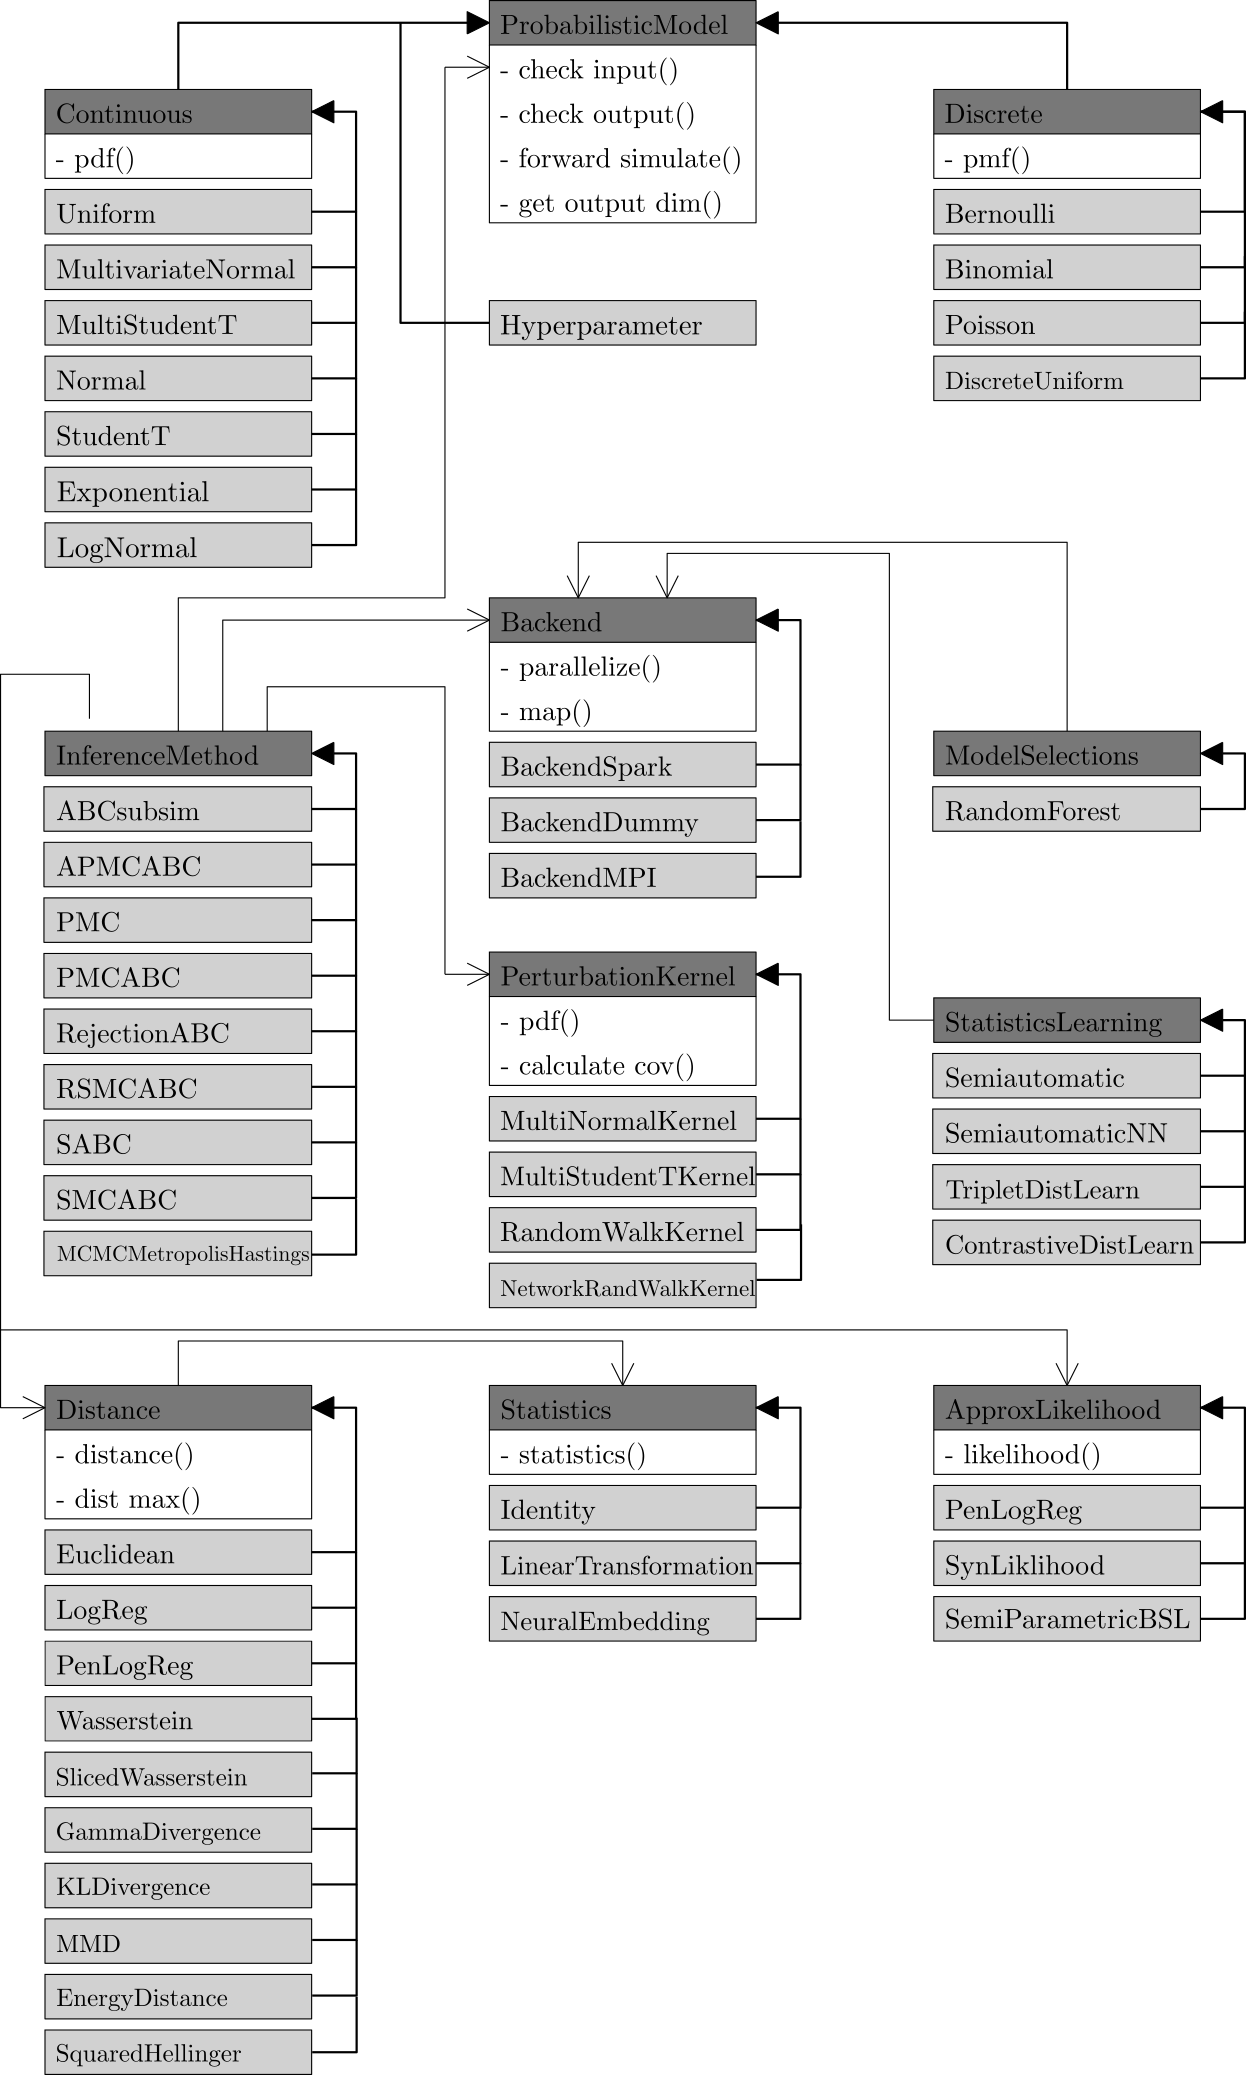 ProbabilisticModel
- check input()
- check output()
- forward simulate()
- get output dim()
Continuous
- pdf()
Uniform
MultivariateNormal
MultiStudentT
Normal
StudentT
Exponential
LogNormal
Hyperparameter
Discrete
- pmf()
Bernoulli
Binomial
Poisson
DiscreteUniform
Backend
- parallelize()
- map()
BackendSpark
BackendDummy
BackendMPI
InferenceMethod
ABCsubsim
APMCABC
PMC
PMCABC
RejectionABC
RSMCABC
SABC
SMCABC
MCMCMetropolisHastings
ModelSelections
RandomForest
PerturbationKernel
- pdf()
- calculate cov()
MultiNormalKernel
MultiStudentTKernel
RandomWalkKernel
NetworkRandWalkKernel
StatisticsLearning
Semiautomatic
SemiautomaticNN
TripletDistLearn
ContrastiveDistLearn
Distance
- distance()
- dist max()
Euclidean
LogReg
PenLogReg
Wasserstein
SlicedWasserstein
GammaDivergence
KLDivergence
MMD
EnergyDistance
SquaredHellinger
Statistics
- statistics()
Identity
LinearTransformation
NeuralEmbedding
ApproxLikelihood
- likelihood()
PenLogReg
SynLiklihood
SemiParametricBSL